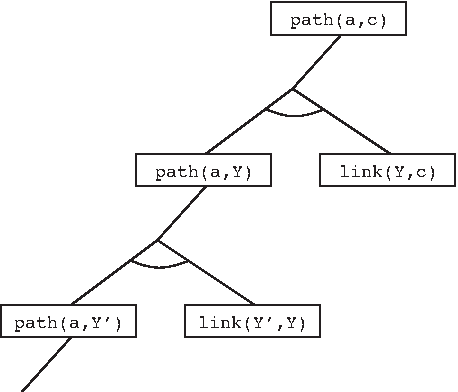 path(a,c)
path(a,Y)
link(Y,c)
path(a,Y’)
link(Y’,Y)